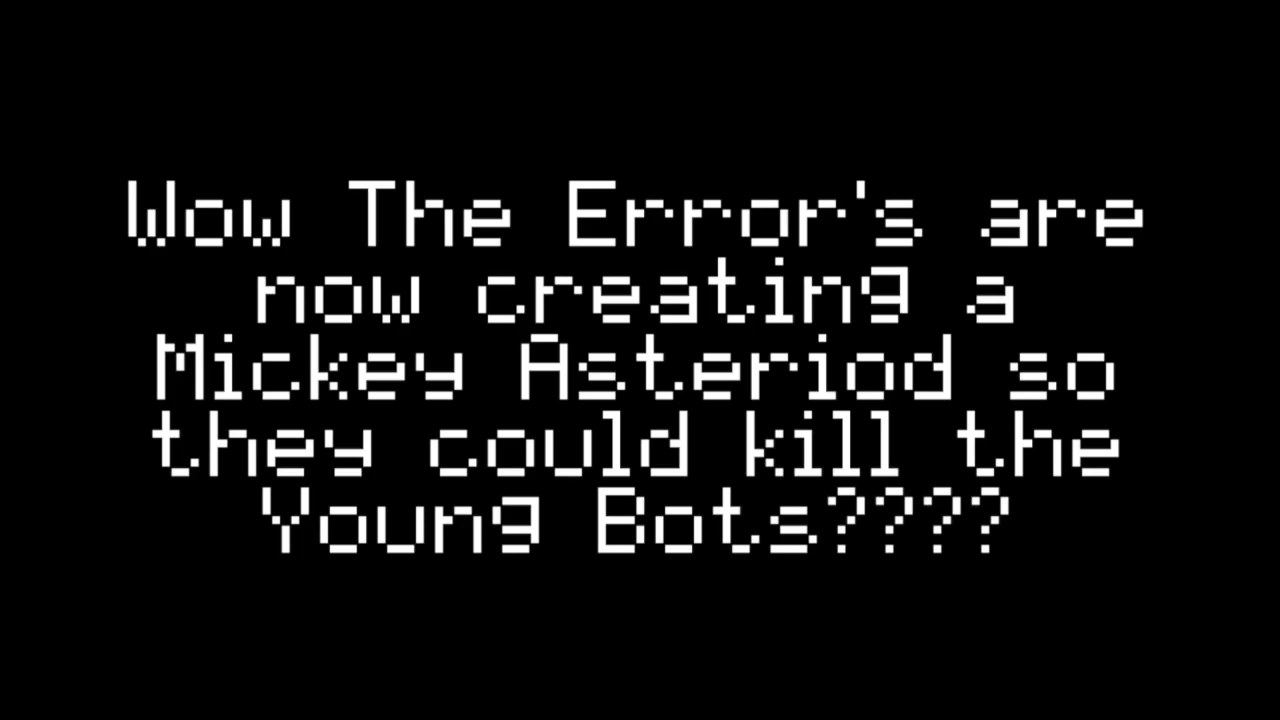 Wow The Error's are
now creating a
Mickey Asteriod so
they could kill the
Young Bots????